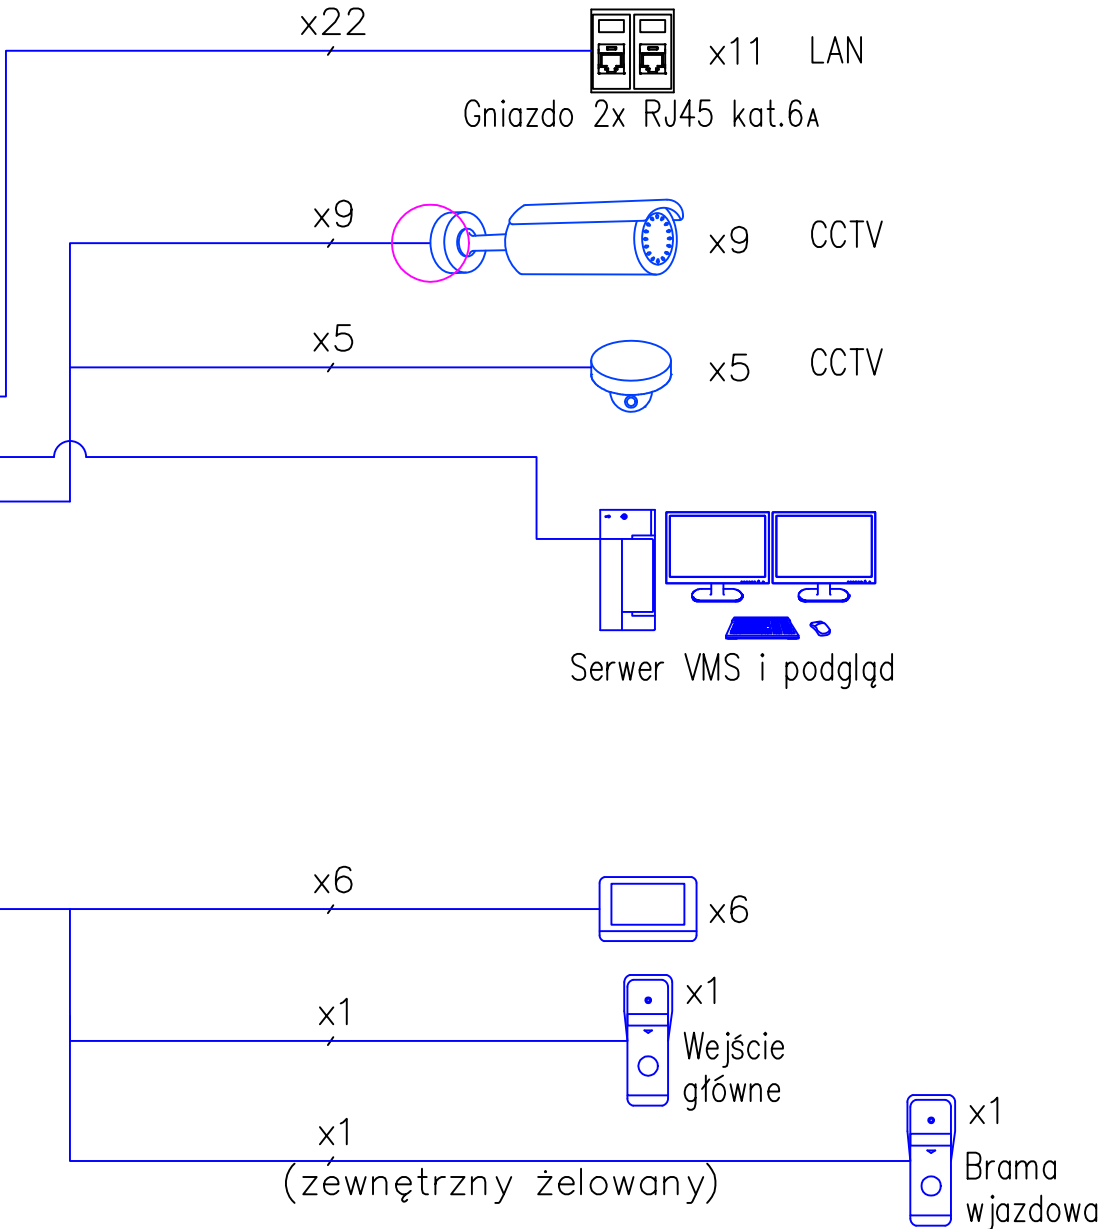 x22
x11 LAN
Gniazdo 2x RJ45 kat.6A
x9
x9 CCTV
x5
x5 CCTV
Serwer VMS i podgląd
x6
x6
x1
x1
Wejście
główne
x1
x1
(zewnętrzny żelowany)
Brama
wjazdowa